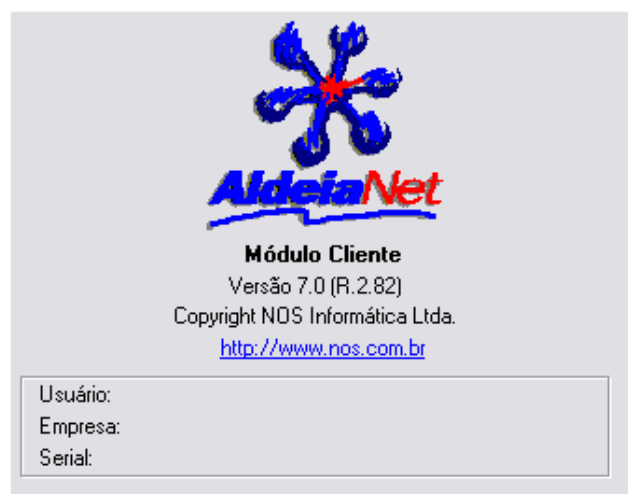 AldeiaNet
Módulo Cliente
Versão 7.0 (R.2.82)
Copyright NOS Informática Ltda.
http://www.nos.com.br
Usuário:
Empresa:
Serial: